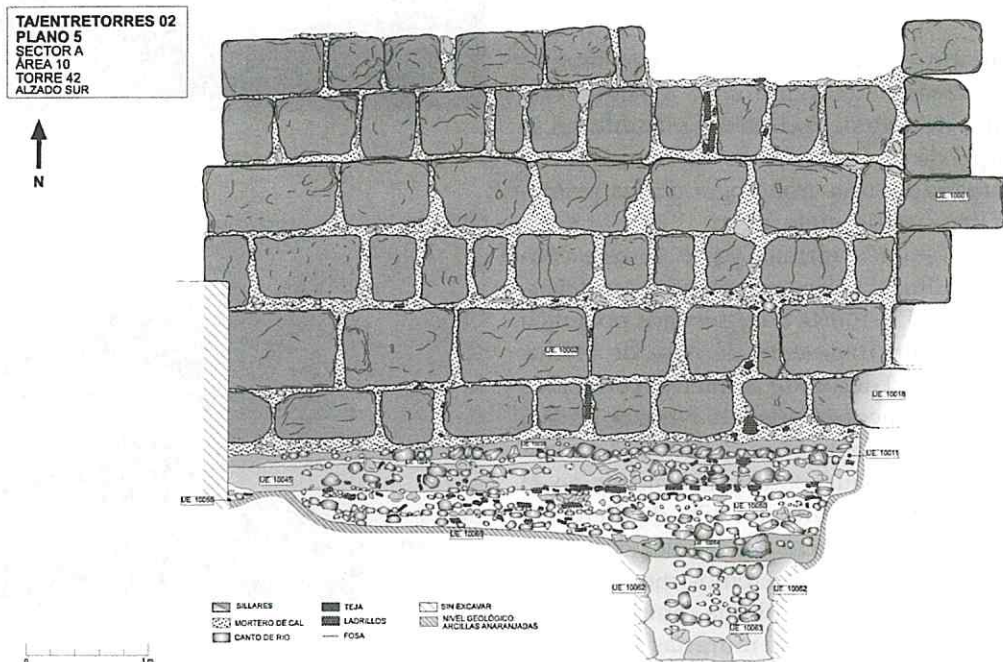 TA/ENTRETORRES 02
PLANO 5
SECTOR A
ÁREA 10
TORRE 42
ALZADO SUR
N
UE 10001
UE 10002
UE 10018
UE 10011
UE 10045
UE 10055
UE 10062
UE 10062
UE 10063
SILLARES
TEJA
SIN EXCAVAR
MORTERO DE CAL
LADRILLOS
NIVEL GEOLÓGICO
ARCILLAS ANARANJADAS
CANTO DE RIO
FOSA
0
1m